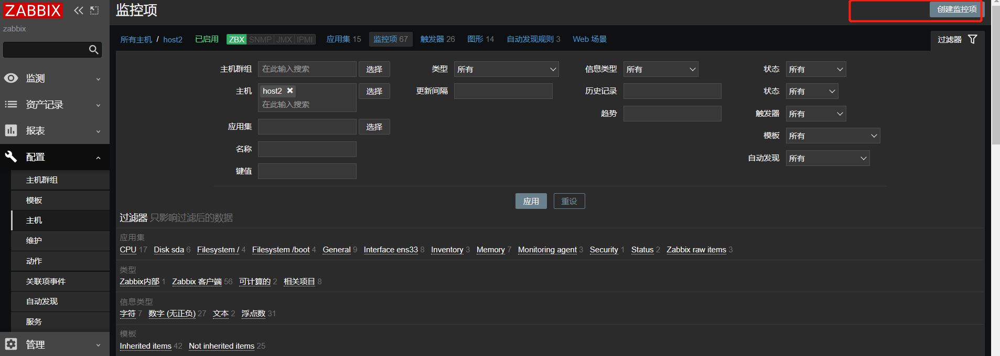 ZABBIX
zabbix
监测
资产记录
报表
配置
主机群组
模板
主机
维护
动作
关联项事件
自动发现
服务
管理
监控项
创建监控项
所有主机 / host2 已启用 ZBX SNMP JMX IPMI 应用集 15 监控项 67 触发器 26 图形 14 自动发现规则 3 Web 场景
过滤器
主机群组 在此输入搜索 选择 类型 所有 信息类型 所有 状态 所有
主机 host2 选择 更新间隔 历史记录 状态 所有
在此输入搜索
趋势 触发器 所有
应用集 选择 模板 所有
名称 自动发现 所有
键值
应用 重设
过滤器 只影响过滤后的数据
应用集
CPU 17 Disk sda 6 Filesystem / 4 Filesystem /boot 4 General 9 Interface ens33 8 Inventory 3 Memory 7 Monitoring agent 3 Security 1 Status 2 Zabbix raw items 3
类型
Zabbix内部 1 Zabbix 客户端 56 可计算的 2 相关项目 8
信息类型
字符 7 数字 (无正负) 27 文本 2 浮点数 31
模板
Inherited items 42 Not inherited items 25